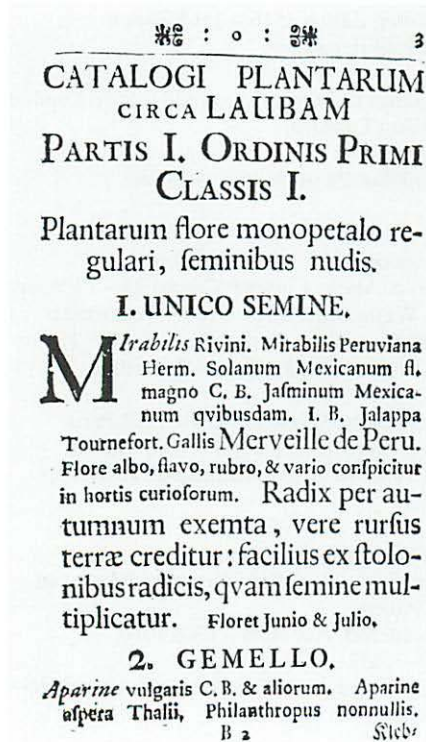 : o : 3
CATALOGI PLANTARUM
CIRCA LAUBAM
PARTIS I. ORDINIS PRIMI
CLASSIS I.
Plantarum flore monopetalo re-
gulari, ſeminibus nudis.
I. UNICO SEMINE.
Mirabilis Rivini. Mirabilis Peruviana
Herm. Solanum Mexicanum fl.
magno C. B. Jaſminum Mexica-
num qvibusdam. I. B. Jalappa
Tournefort. Gallis Merveille de Peru.
Flore albo, flavo, rubro, & vario conſpicitur
in hortis curioſorum. Radix per au-
tumnum exemta, vere rurſus
terræ creditur: facilius ex ſtolo-
nibus radicis, qvam ſemine mul-
tiplicatur. Floret Junio & Julio.
2. GEMELLO.
Aparine vulgaris C. B. & aliorum. Aparine
aſpera Thalii, Philanthropus nonnullis.
B 2 Kleb-